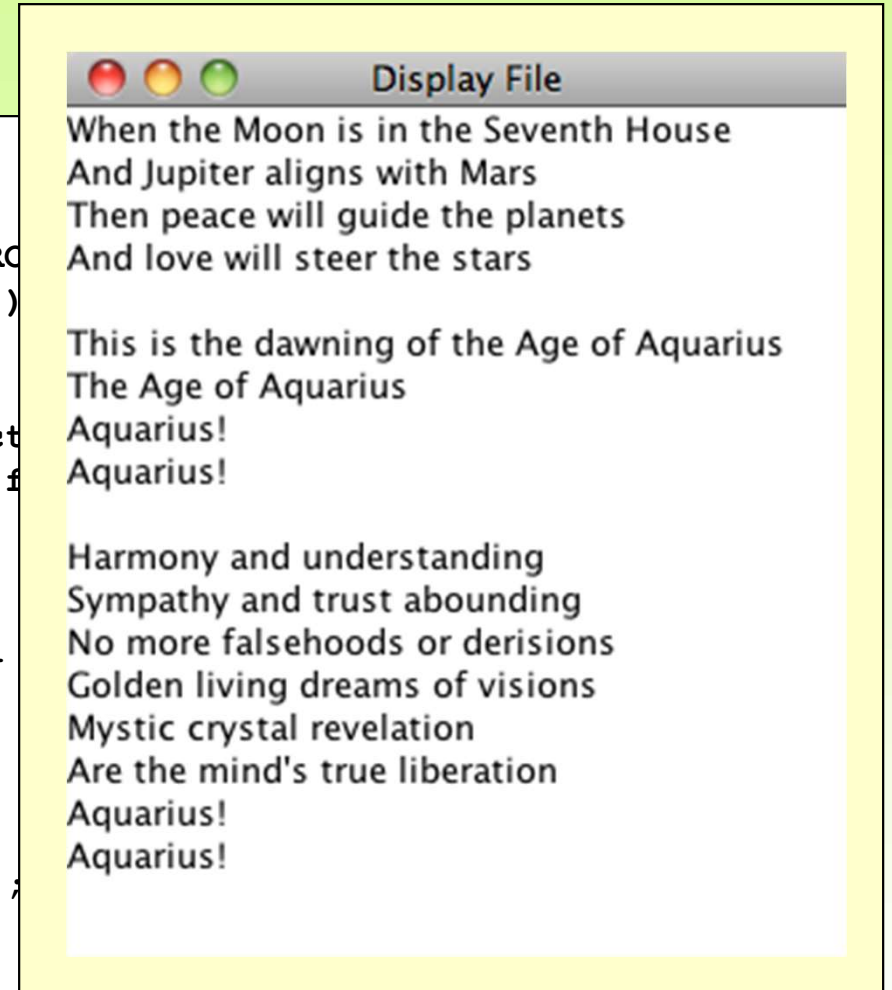 Display File
When the Moon is in the Seventh House
And Jupiter aligns with Mars
Then peace will guide the planets
And love will steer the stars
This is the dawning of the Age of Aquarius
The Age of Aquarius
Aquarius!
Aquarius!
Harmony and understanding
Sympathy and trust abounding
No more falsehoods or derisions
Golden living dreams of visions
Mystic crystal revelation
Are the mind's true liberation
Aquarius!
Aquarius!